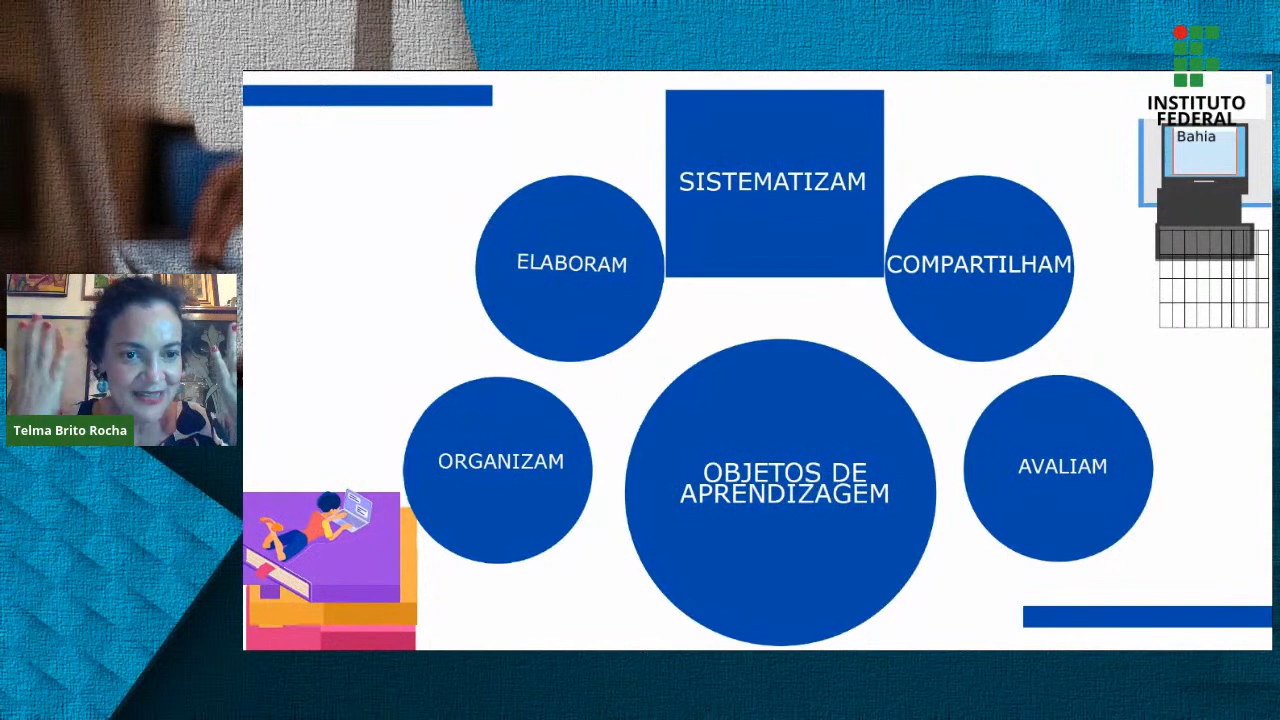 INSTITUTO
FEDERAL
Bahia
SISTEMATIZAM
ELABORAM
COMPARTILHAM
ORGANIZAM
OBJETOS DE
APRENDIZAGEM
AVALIAM
Telma Brito Rocha